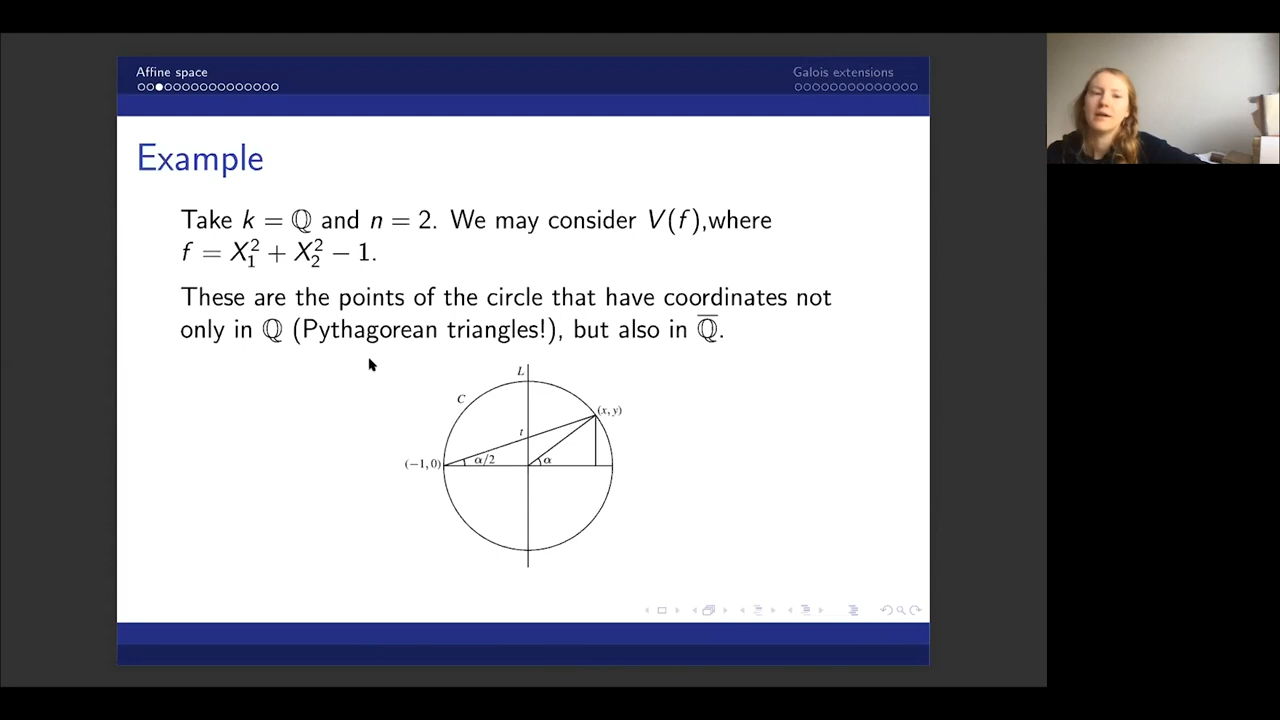 Affine space
Galois extensions
Example
Take k = ℚ and n = 2. We may consider V(f),where
f = X₁² + X₂² − 1.
These are the points of the circle that have coordinates not
only in ℚ (Pythagorean triangles!), but also in ℚ̅.
L
C
(x, y)
t
(−1, 0)
α/2
α